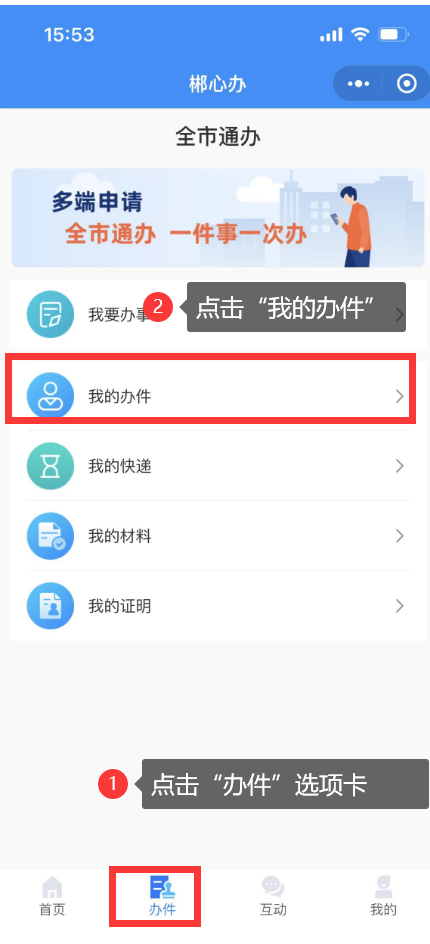 15:53
郴心办
全市通办
多端申请
全市通办 一件事一次办
我要办事
2 点击“我的办件”
我的办件
我的快递
我的材料
我的证明
1 点击“办件”选项卡
首页 办件 互动 我的